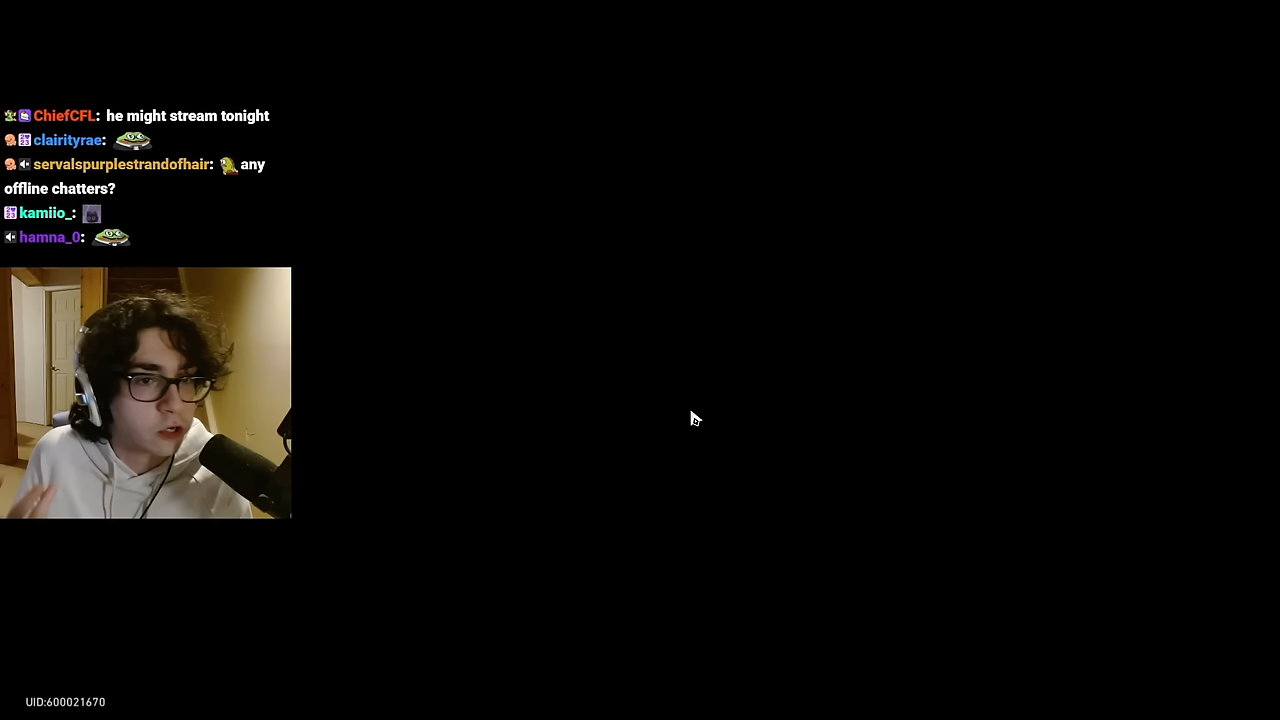 ChiefCFL: he might stream tonight
clairityrae:
servalspurplestrandofhair: any
offline chatters?
kamiio_:
hamna_0:
UID:600021670